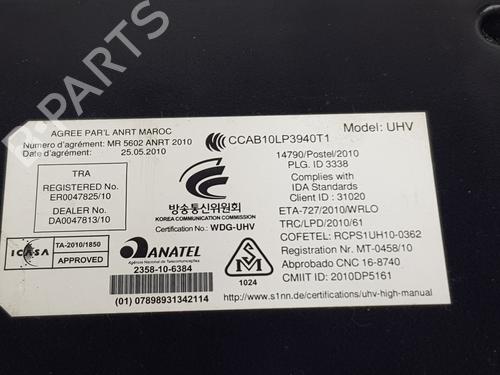 B-PARTS
AGREE PAR'L ANRT MAROC
Numero d'agrément: MR 5602 ANRT 2010
Date d'agrément: 25.05.2010
TRA
REGISTERED No.
ER0047825/10
DEALER No.
DA0047813/10
ICASA
TA-2010/1850
APPROVED
방송통신위원회
KOREA COMMUNICATIONS COMMISSION
Certification No.: WDG-UHV
ANATEL
Agência Nacional de Telecomunicações
2358-10-6384
(01) 07898931342114
CCAB10LP3940T1
Model: UHV
14790/Postel/2010
PLG. ID 3338
Complies with
IDA Standards
Client ID : 31020
ETA-727/2010/WRLO
TRC/LPD/2010/61
COFETEL: RCPS1UH10-0362
Registration Nr. MT-0458/10
Abprobado CNC 16-8740
CMIIT ID: 2010DP5161
1024
http://www.s1nn.de/certifications/uhv-high-manual